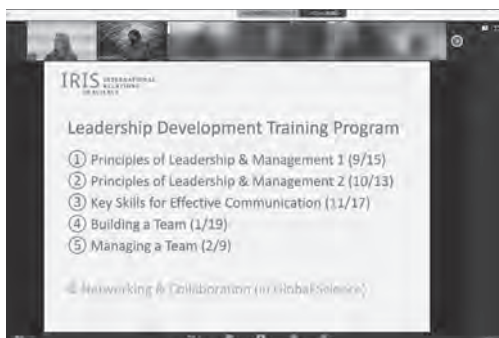 IRIS INTERNATIONAL
RELATIONS
IN SCIENCE
Leadership Development Training Program
① Principles of Leadership & Management 1 (9/15)
② Principles of Leadership & Management 2 (10/13)
③ Key Skills for Effective Communication (11/17)
④ Building a Team (1/19)
⑤ Managing a Team (2/9)
& Networking & Collaboration (in Global Science)